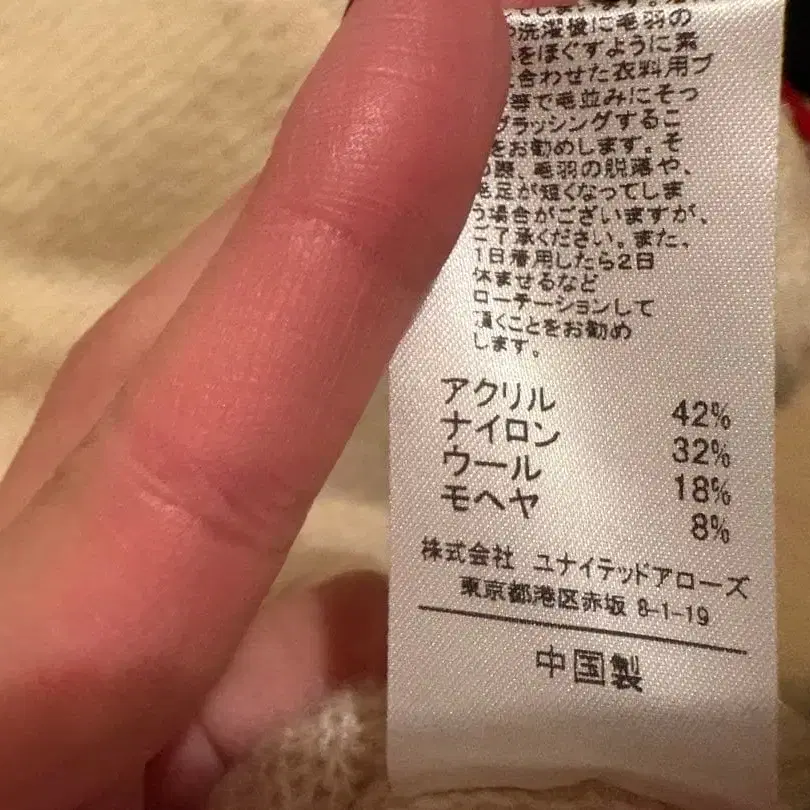 てしまいます。
洗濯後に毛羽の
をほぐすように素
合わせた衣料用ブ
等で毛並みにそっ
ブラッシングするこ
をお勧めします。そ
の際、毛羽の脱落や、
毛足が短くなってしま
う場合がございますが、
ご了承ください。また、
1日着用したら2日
休ませるなど
ローテーションして
頂くことをお勧め
します。
アクリル 42%
ナイロン 32%
ウール 18%
モヘヤ 8%
株式会社 ユナイテッドアローズ
東京都港区赤坂 8-1-19
中国製